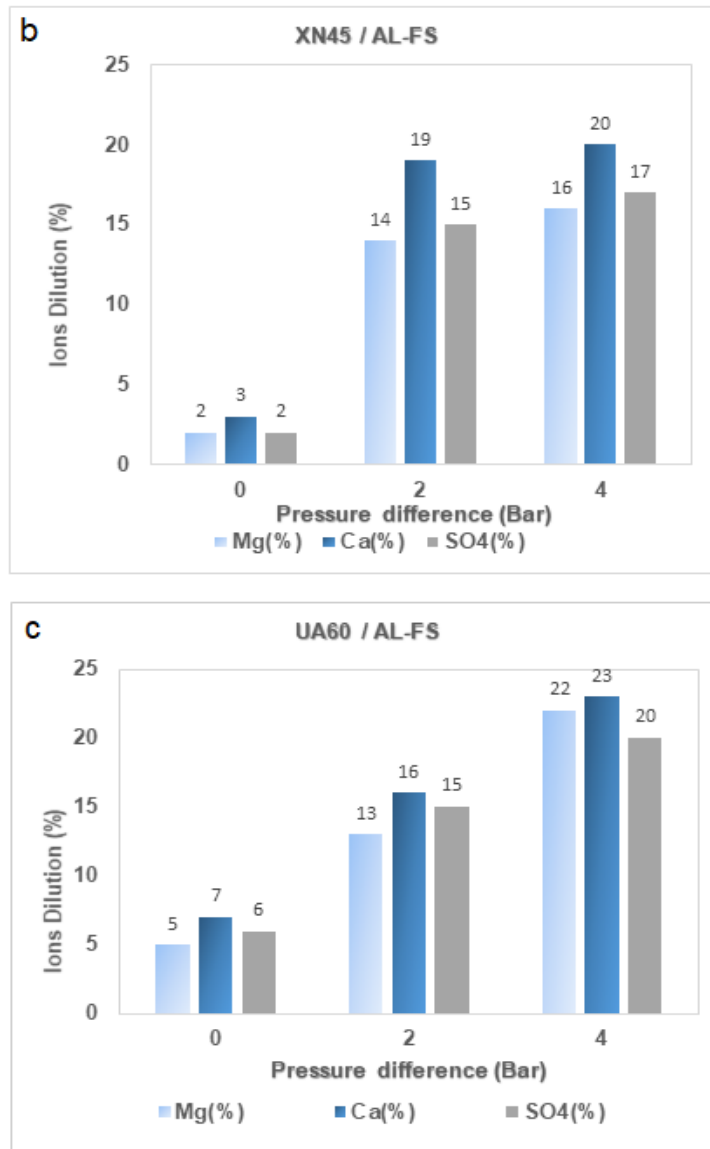 b
XN45 / AL-FS
25
20
15
10
5
0
Ions Dilution (%)
2 3 2
14 19 15
16 20 17
0 2 4
Pressure difference (Bar)
Mg(%) Ca(%) SO4(%)
c
UA60 / AL-FS
25
20
15
10
5
0
Ions Dilution (%)
5 7 6
13 16 15
22 23 20
0 2 4
Pressure difference (Bar)
Mg(%) Ca(%) SO4(%)